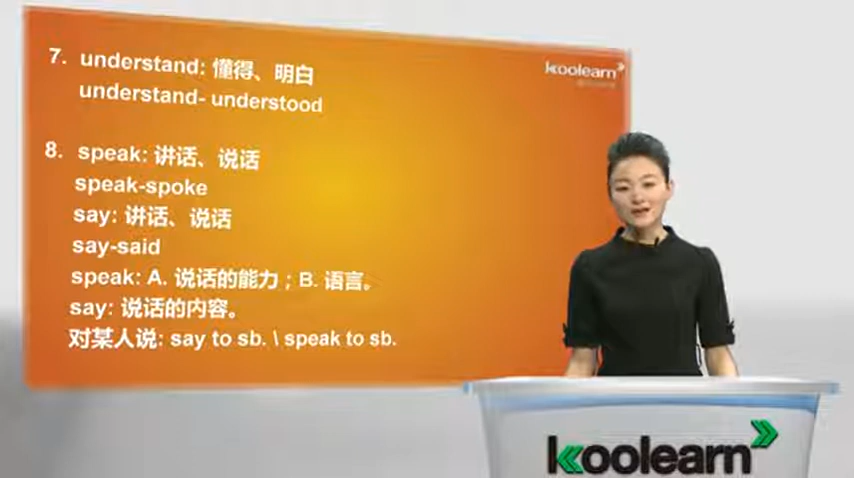 7. understand: 懂得、明白
understand- understood
8. speak: 讲话、说话
speak-spoke
say: 讲话、说话
say-said
speak: A. 说话的能力；B. 语言。
say: 说话的内容。
对某人说: say to sb. \ speak to sb.
koolearn
koolearn